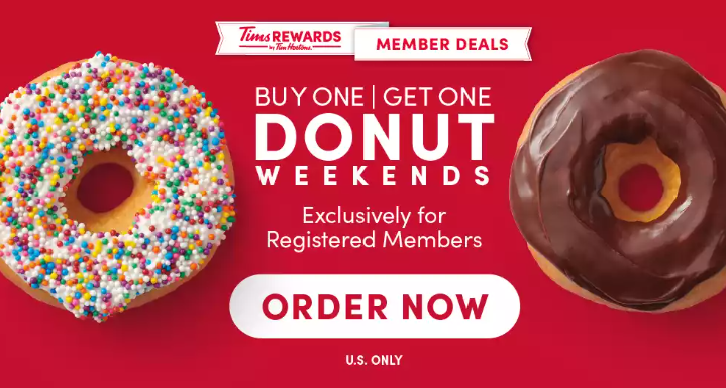 Tims REWARDS
by Tim Hortons.
MEMBER DEALS
BUY ONE | GET ONE
DONUT
WEEKENDS
Exclusively for
Registered Members
ORDER NOW
U.S. ONLY